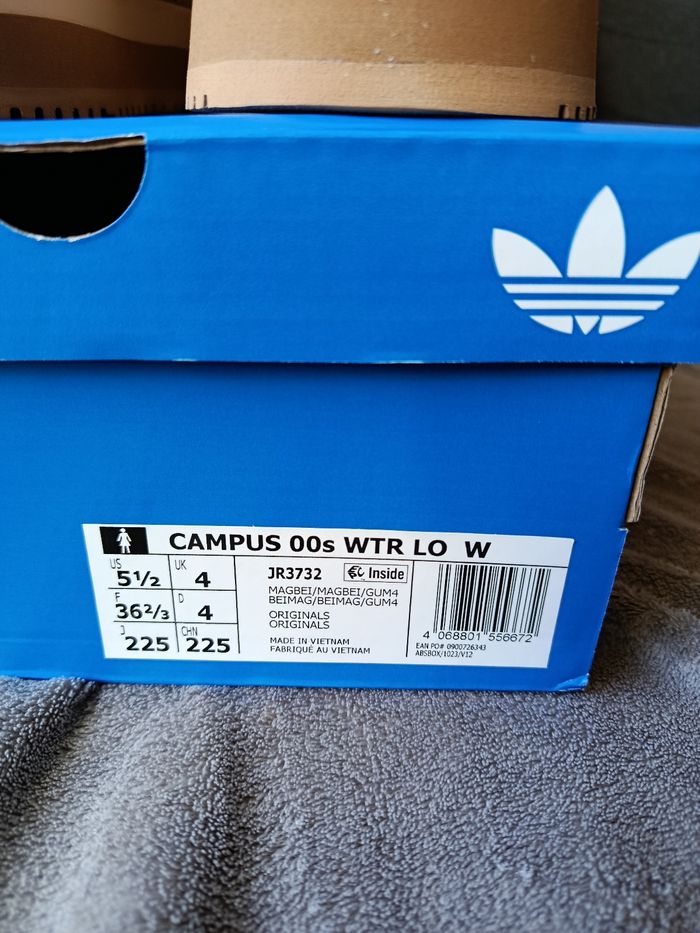 CAMPUS 00s WTR LO W
US 5½ UK 4
F 36⅔ D 4
J 225 CHN 225
JR3732 Inside
MAGBEI/MAGBEI/GUM4
BEIMAG/BEIMAG/GUM4
ORIGINALS
ORIGINALS
MADE IN VIETNAM
FABRIQUÉ AU VIETNAM
4 068801 556672
EAN PO# 0900726343
ABSBOX/1023/V12